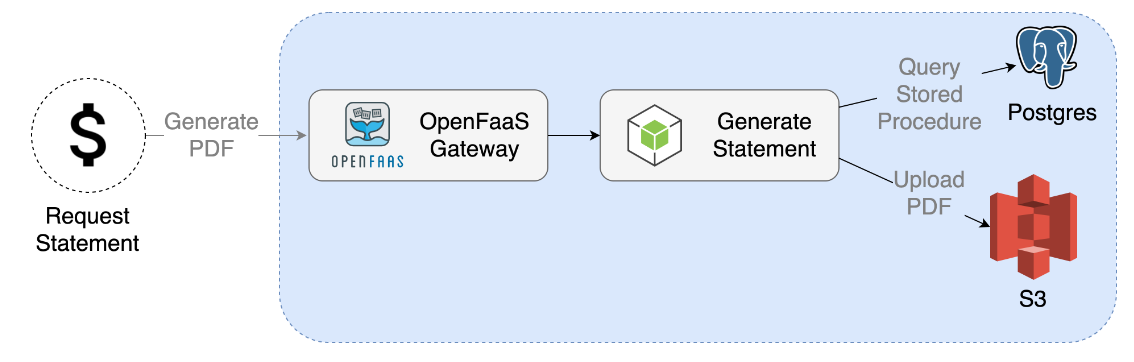 Generate
PDF
Request
Statement
OPENFAAS
OpenFaaS
Gateway
Generate
Statement
Query
Stored
Procedure
Postgres
Upload
PDF
S3